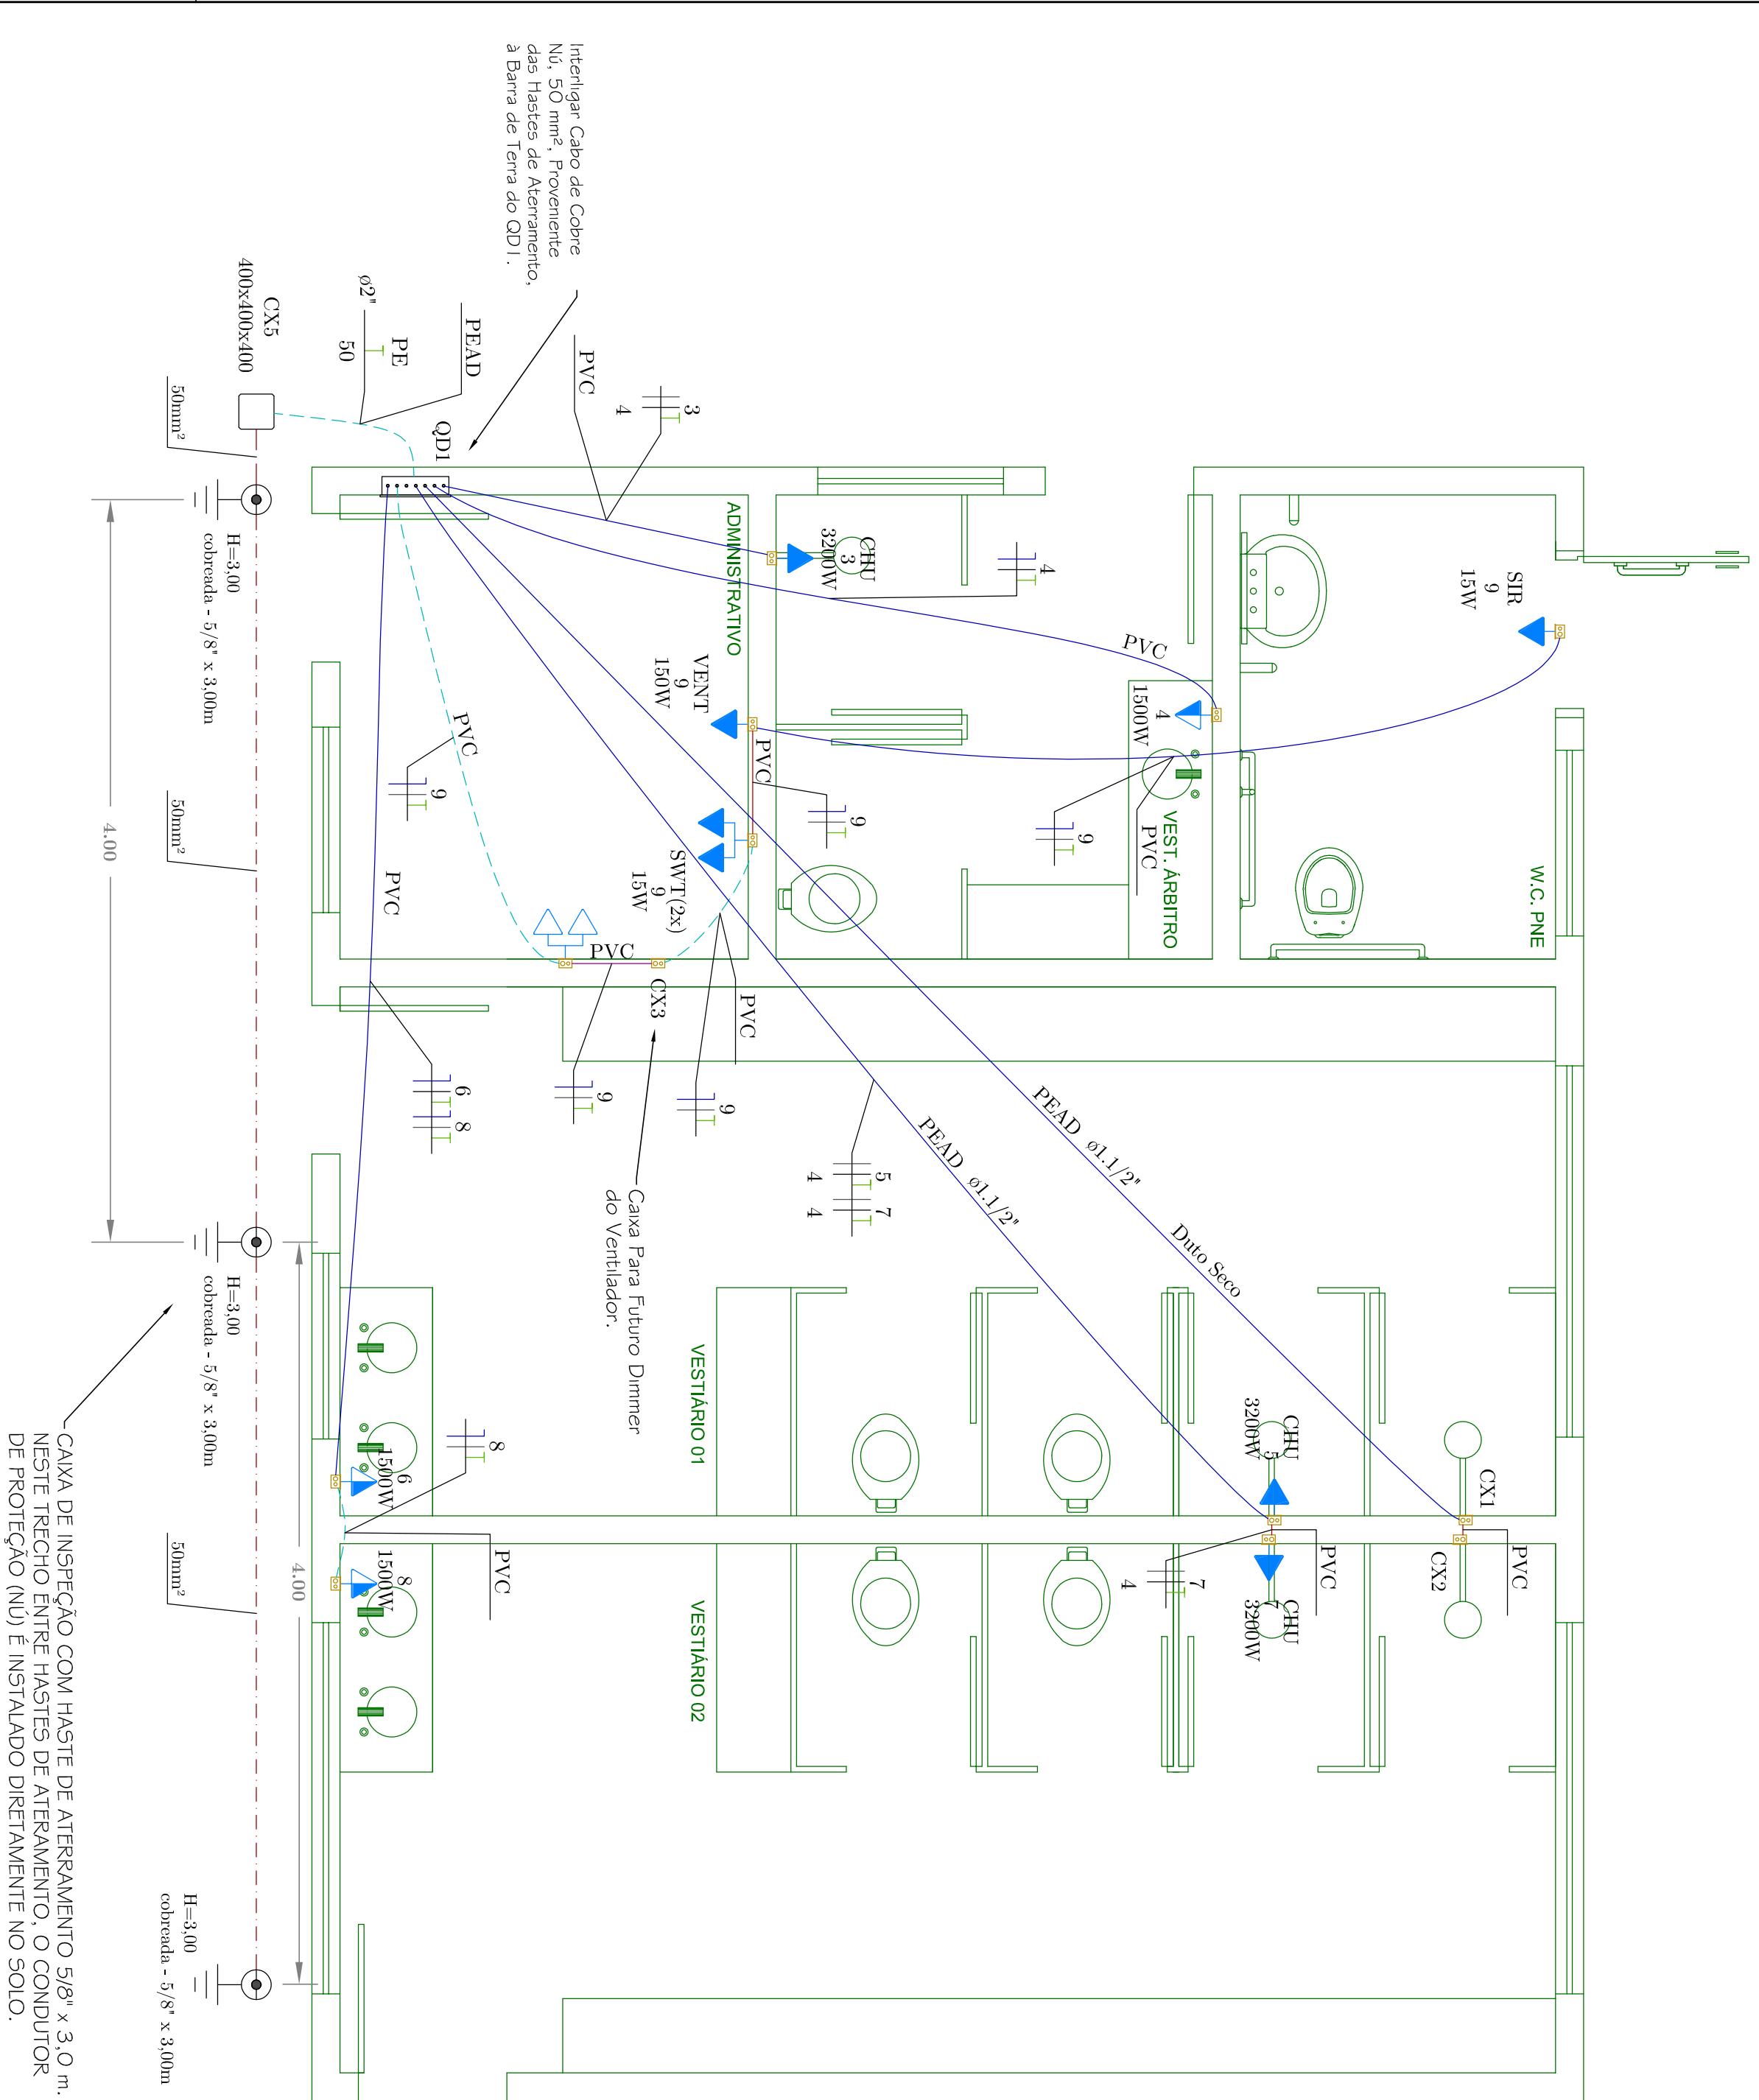 Interligar Cabo de Cobre
Nú, 50 mm², Proveniente
das Hastes de Aterramento,
à Barra de Terra do QD1.
CX5
400x400x400
ø2"
PE
50
PEAD
QD1
PVC
3
4
50mm²
H=3,00
cobreada - 5/8" x 3,00m
4.00
50mm²
H=3,00
cobreada - 5/8" x 3,00m
4.00
50mm²
H=3,00
cobreada - 5/8" x 3,00m
CAIXA DE INSPEÇÃO COM HASTE DE ATERRAMENTO 5/8" x 3,0 m.
NESTE TRECHO ENTRE HASTES DE ATERAMENTO, O CONDUTOR
DE PROTEÇÃO (NÚ) É INSTALADO DIRETAMENTE NO SOLO.
ADMINISTRATIVO
CHU
3
3200W
4
PVC
4
1500W
SIR
9
15W
W.C. PNE
VEST. ÁRBITRO
PVC
9
VENT
9
150W
PVC
9
SWT(2x)
9
15W
PVC
9
PVC
PVC
CX3
PVC
9
9
6
8
Caixa Para Futuro Dimmer
do Ventilador.
5
4
7
4
PEAD ø1.1/2"
PEAD ø1.1/2"
Duto Seco
VESTIÁRIO 01
CHU
5
3200W
CX1
PVC
CX2
PVC
7
4
CHU
7
3200W
VESTIÁRIO 02
6
1500W
8
PVC
8
1500W